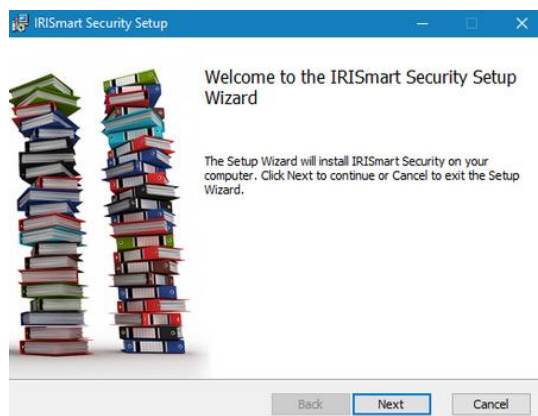 IRISmart Security Setup
Welcome to the IRISmart Security Setup
Wizard
The Setup Wizard will install IRISmart Security on your
computer. Click Next to continue or Cancel to exit the Setup
Wizard.
Back
Next
Cancel